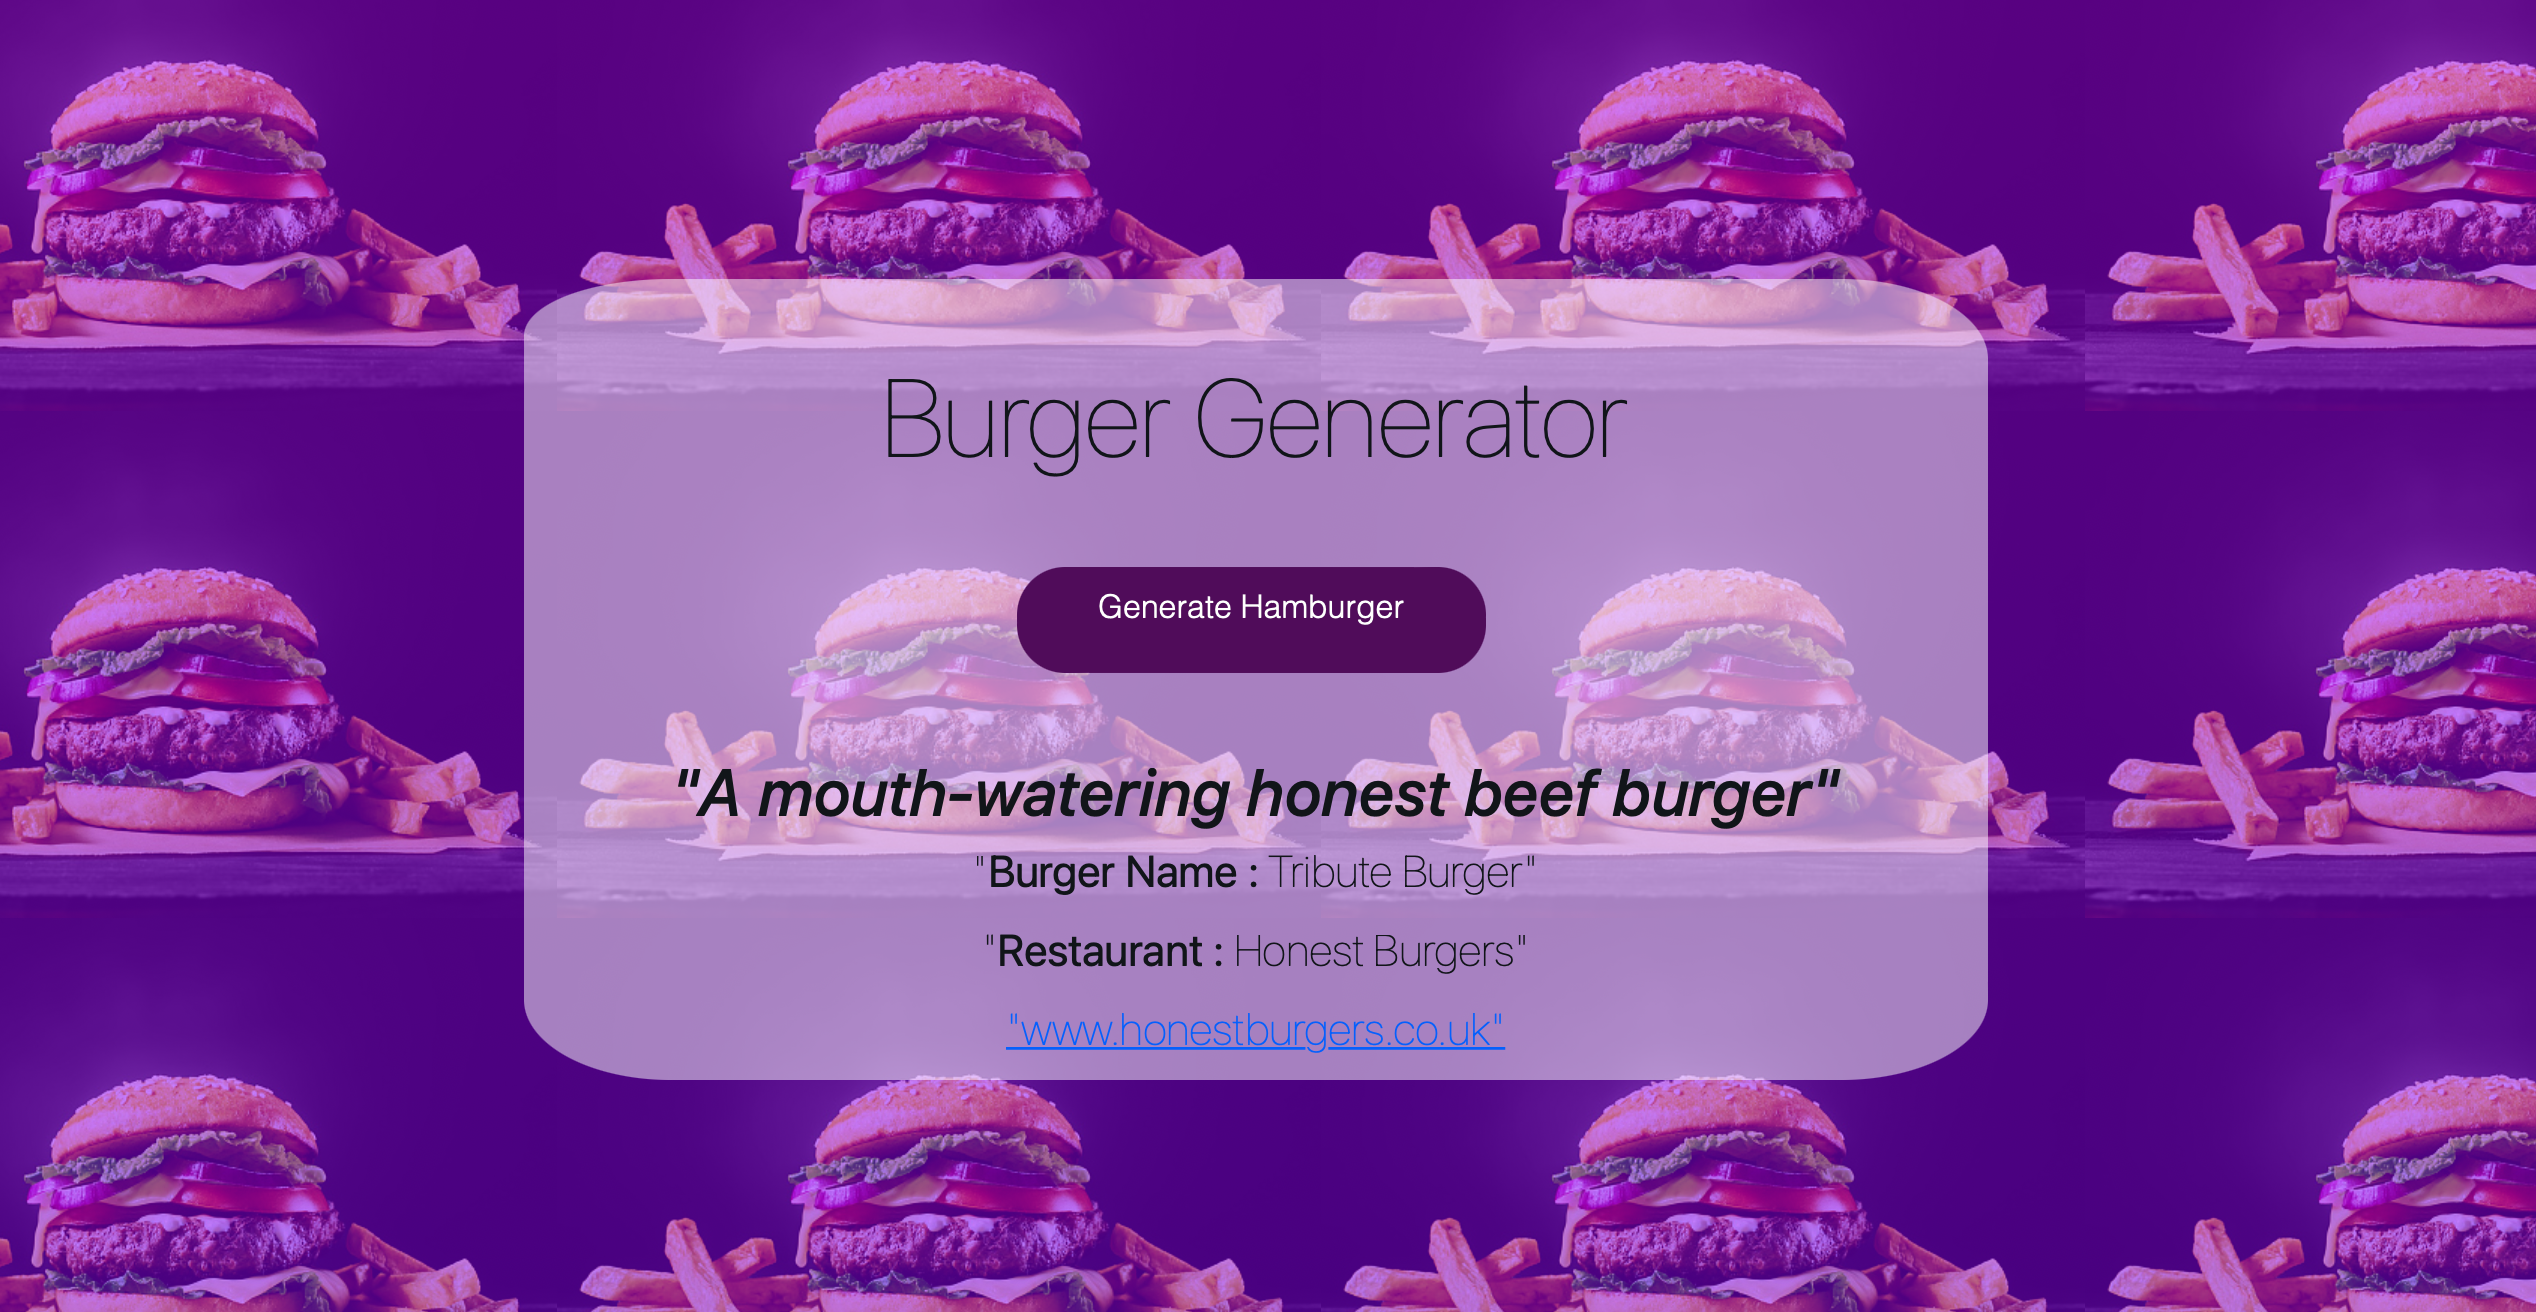 Burger Generator
Generate Hamburger
"A mouth-watering honest beef burger"
"Burger Name : Tribute Burger"
"Restaurant : Honest Burgers"
"www.honestburgers.co.uk"